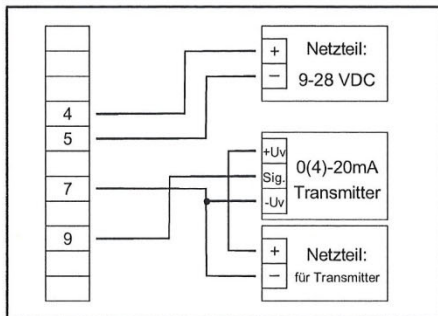 4
5
7
9
+
−
Netzteil:
9-28 VDC
+Uv
Sig.
-Uv
0(4)-20mA
Transmitter
+
−
Netzteil:
für Transmitter